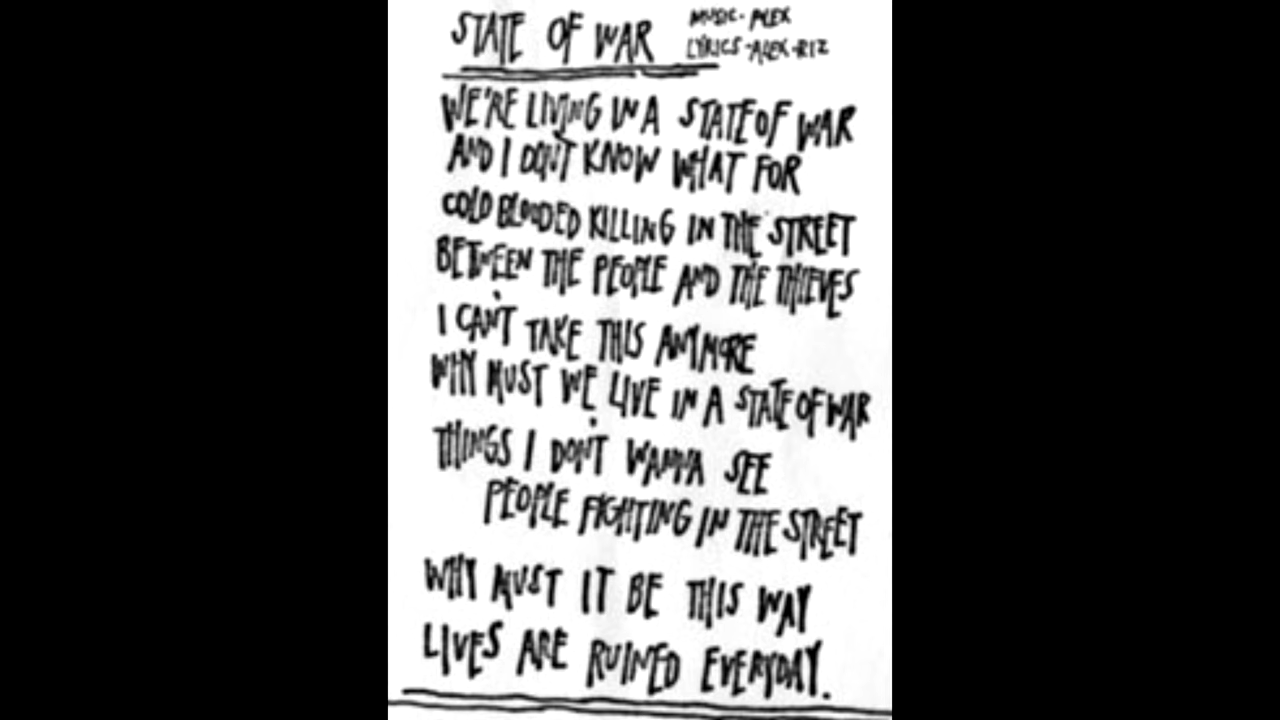 STATE OF WAR
MUSIC- ALEX
LYRICS-ALEX-RIZ
WE'RE LIVING IN A STATE OF WAR
AND I DON'T KNOW WHAT FOR
COLD BLOODED KILLING IN THE STREET
BETWEEN THE PEOPLE AND THE THIEVES
I CAN'T TAKE THIS ANYMORE
WHY MUST WE LIVE IN A STATE OF WAR
THINGS I DON'T WANNA SEE
PEOPLE FIGHTING IN THE STREET
WHY MUST IT BE THIS WAY
LIVES ARE RUINED EVERYDAY.